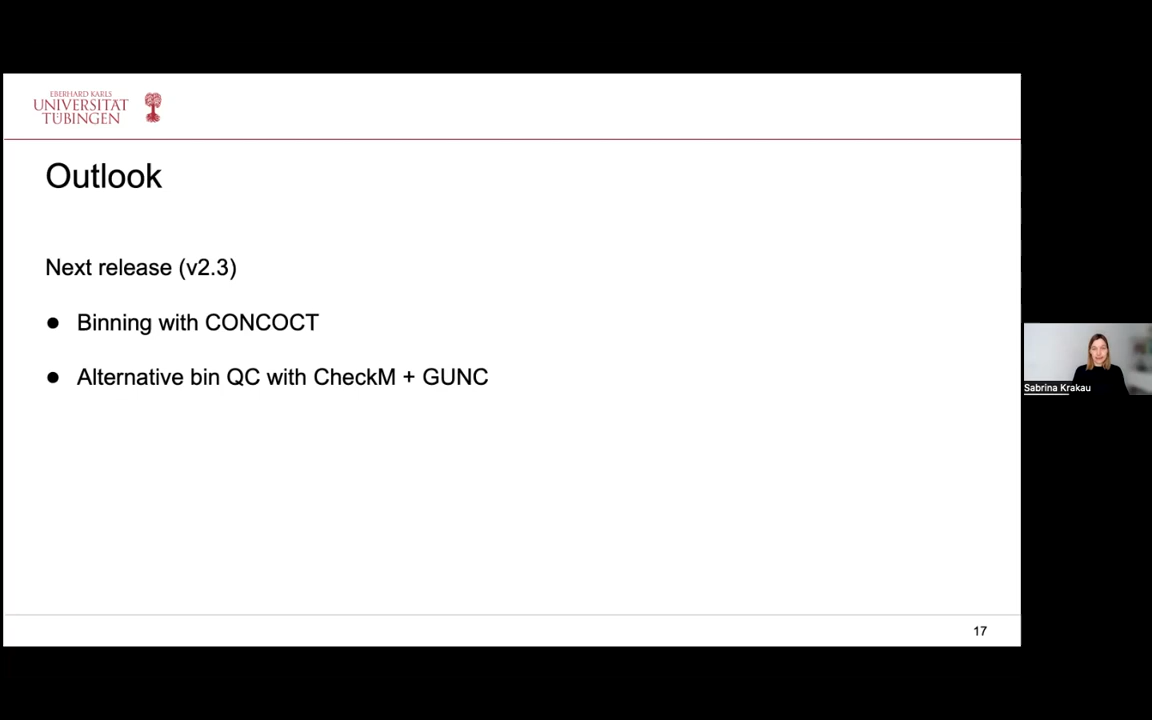 EBERHARD KARLS
UNIVERSITÄT
TÜBINGEN
Outlook
Next release (v2.3)
● Binning with CONCOCT
● Alternative bin QC with CheckM + GUNC
Sabrina Krakau
17